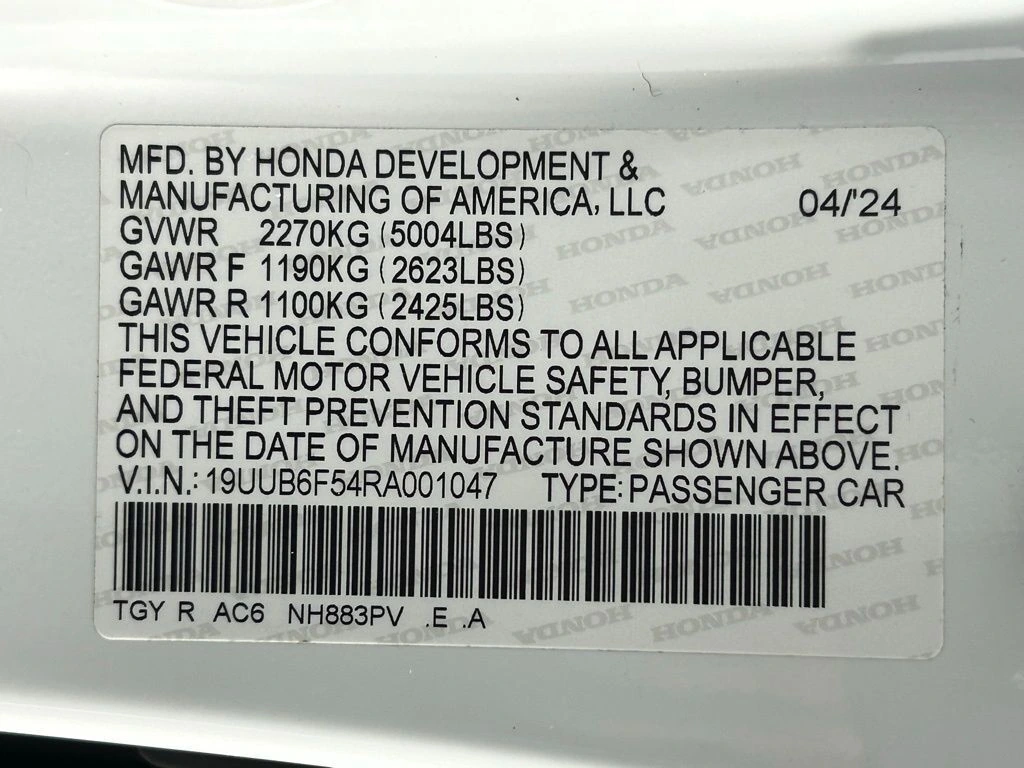 MFD. BY HONDA DEVELOPMENT &
MANUFACTURING OF AMERICA, LLC 04/'24
GVWR 2270KG (5004LBS)
GAWR F 1190KG (2623LBS)
GAWR R 1100KG (2425LBS)
THIS VEHICLE CONFORMS TO ALL APPLICABLE
FEDERAL MOTOR VEHICLE SAFETY, BUMPER,
AND THEFT PREVENTION STANDARDS IN EFFECT
ON THE DATE OF MANUFACTURE SHOWN ABOVE.
V.I.N.: 19UUB6F54RA001047 TYPE: PASSENGER CAR
TGY R AC6 NH883PV .E .A